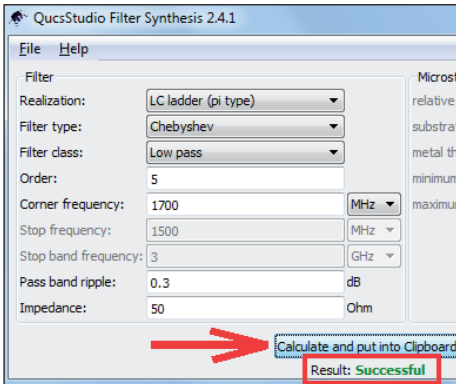 QucsStudio Filter Synthesis 2.4.1
File Help
Filter
Realization: LC ladder (pi type)
Filter type: Chebyshev
Filter class: Low pass
Order: 5
Corner frequency: 1700 MHz
Stop frequency: 1500 MHz
Stop band frequency: 3 GHz
Pass band ripple: 0.3 dB
Impedance: 50 Ohm
Microst
relative
substra
metal th
minimum
maximu
Calculate and put into Clipboard
Result: Successful